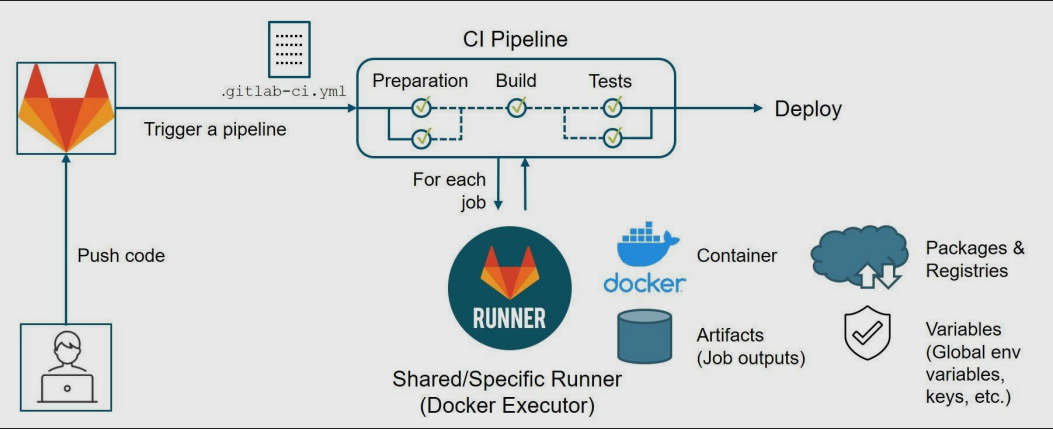 CI Pipeline
Preparation
Build
Tests
.gitlab-ci.yml
Trigger a pipeline
Deploy
For each
job
Push code
RUNNER
Shared/Specific Runner
(Docker Executor)
docker
Container
Artifacts
(Job outputs)
Packages &
Registries
Variables
(Global env
variables,
keys, etc.)